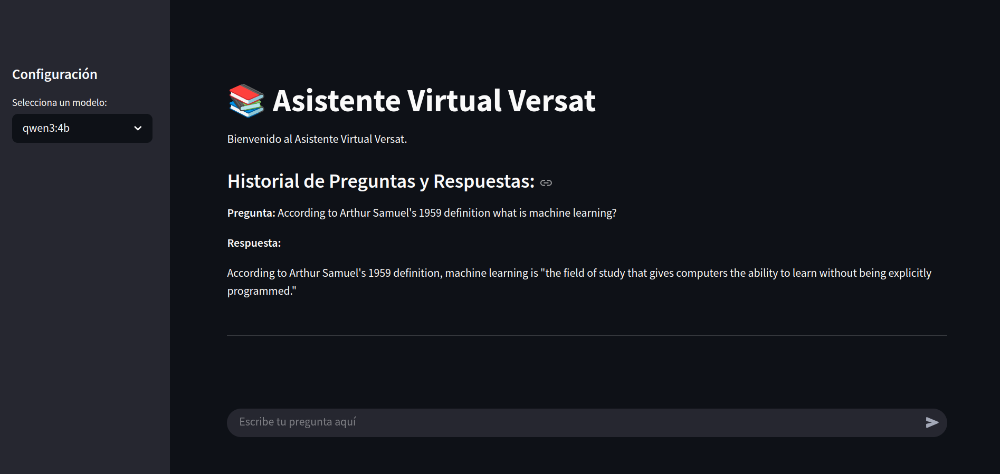 Configuración
Selecciona un modelo:
qwen3:4b
Asistente Virtual Versat
Bienvenido al Asistente Virtual Versat.
Historial de Preguntas y Respuestas:
Pregunta: According to Arthur Samuel's 1959 definition what is machine learning?
Respuesta:
According to Arthur Samuel's 1959 definition, machine learning is "the field of study that gives computers the ability to learn without being explicitly
programmed."
Escribe tu pregunta aquí